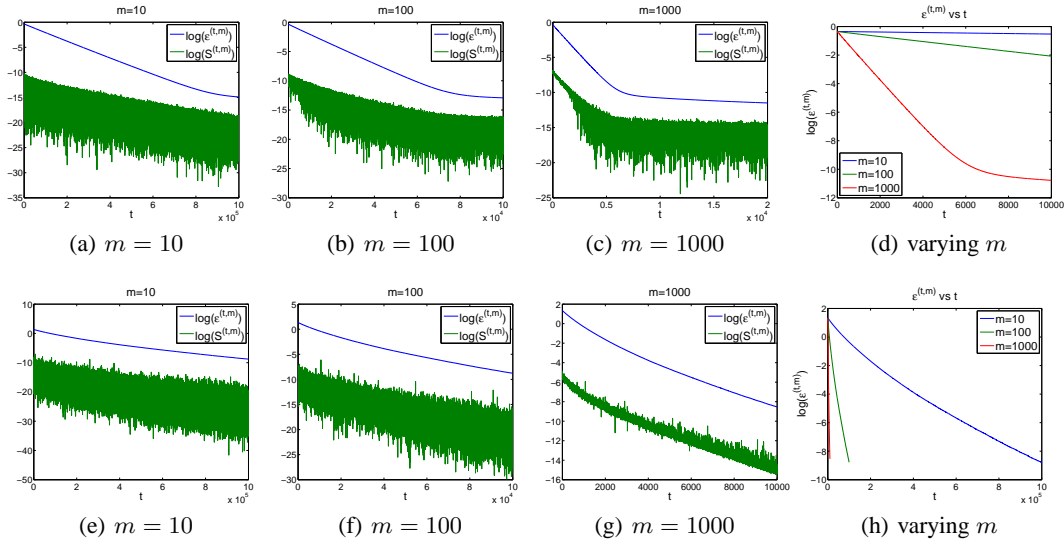 m=10
log(ε^(t,m))
log(S^(t,m))
0
−5
−10
−15
−20
−25
−30
−35
0 2 4 6 8 10
x 10^5
t
(a) m = 10
m=100
log(ε^(t,m))
log(S^(t,m))
0
−5
−10
−15
−20
−25
−30
0 2 4 6 8 10
x 10^4
t
(b) m = 100
m=1000
log(ε^(t,m))
log(S^(t,m))
0
−5
−10
−15
−20
−25
0 0.5 1 1.5 2
x 10^4
t
(c) m = 1000
ε^(t,m) vs t
log(ε^(t,m))
0
−2
−4
−6
−8
−10
−12
m=10
m=100
m=1000
0 2000 4000 6000 8000 10000
t
(d) varying m
m=10
log(ε^(t,m))
log(S^(t,m))
10
0
−10
−20
−30
−40
−50
0 2 4 6 8 10
x 10^5
t
(e) m = 10
m=100
log(ε^(t,m))
log(S^(t,m))
5
0
−5
−10
−15
−20
−25
−30
0 2 4 6 8 10
x 10^4
t
(f) m = 100
m=1000
log(ε^(t,m))
log(S^(t,m))
4
2
0
−2
−4
−6
−8
−10
−12
−14
−16
0 2000 4000 6000 8000 10000
t
(g) m = 1000
ε^(t,m) vs t
log(ε^(t,m))
m=10
m=100
m=1000
2
0
−2
−4
−6
−8
−10
0 2 4 6 8 10
x 10^5
t
(h) varying m